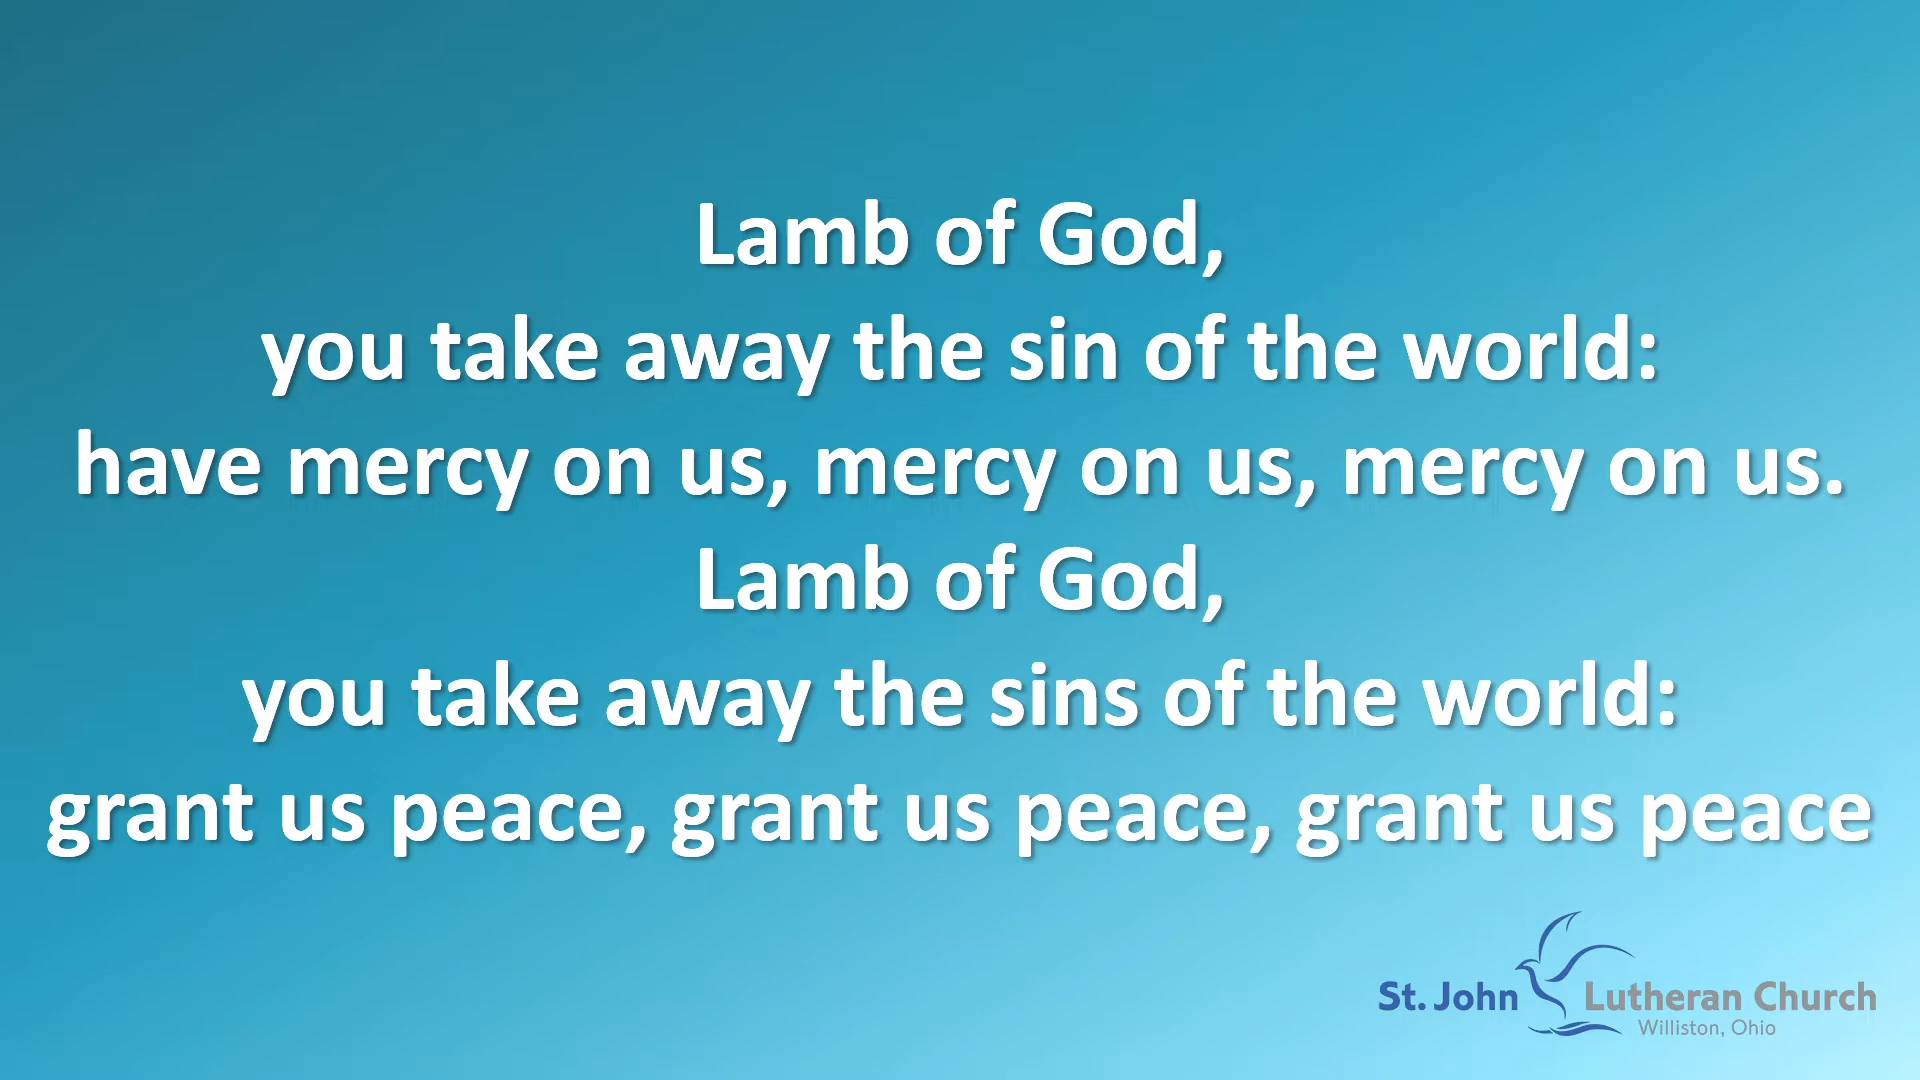 Lamb of God,
you take away the sin of the world:
have mercy on us, mercy on us, mercy on us.
Lamb of God,
you take away the sins of the world:
grant us peace, grant us peace, grant us peace
St. John Lutheran Church
Williston, Ohio